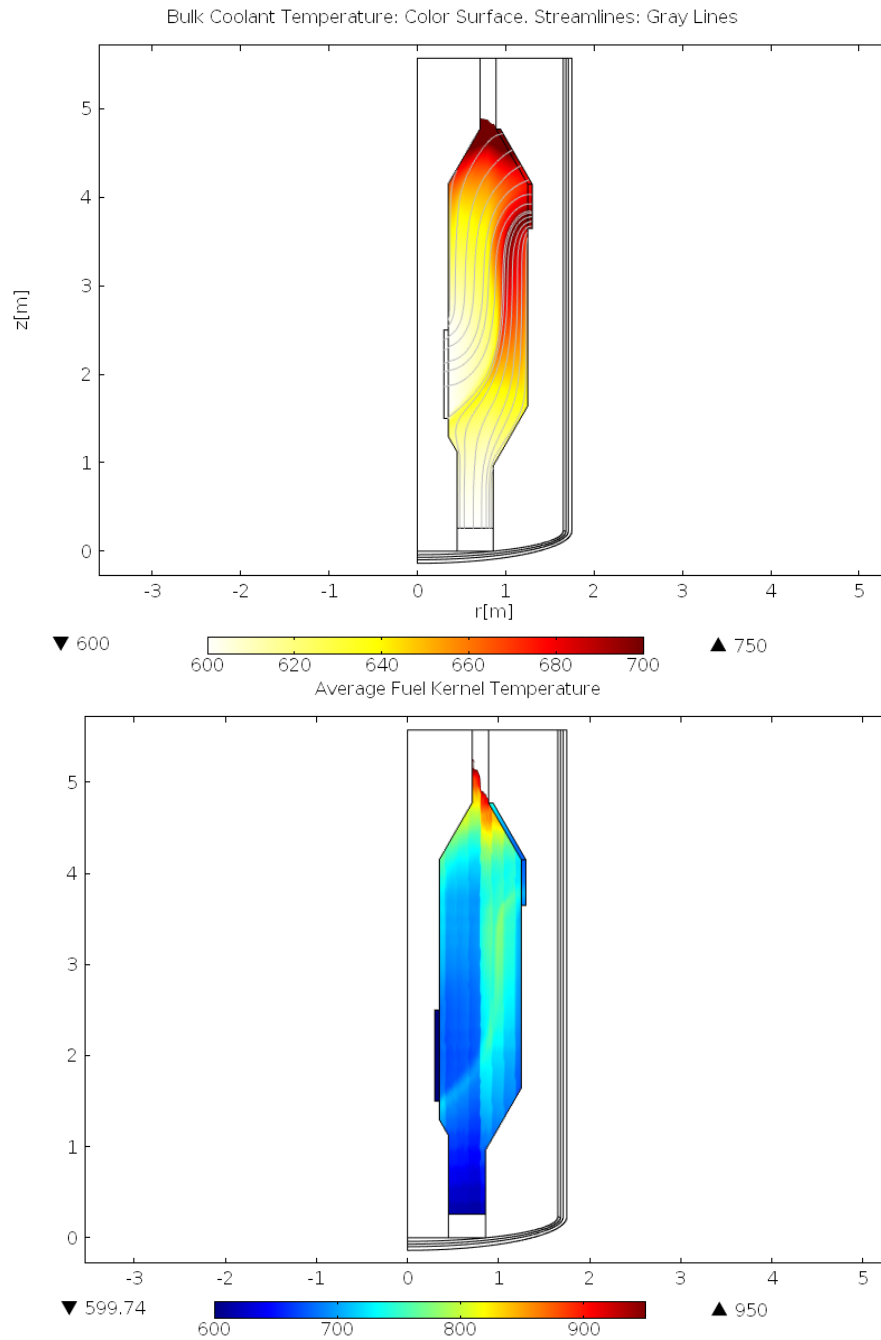 Bulk Coolant Temperature: Color Surface. Streamlines: Gray Lines
5
4
3
2
1
0
z[m]
-3 -2 -1 0 1 2 3 4 5
r[m]
▼ 600
600 620 640 660 680 700
▲ 750
Average Fuel Kernel Temperature
5
4
3
2
1
0
-3 -2 -1 0 1 2 3 4 5
▼ 599.74
600 700 800 900
▲ 950